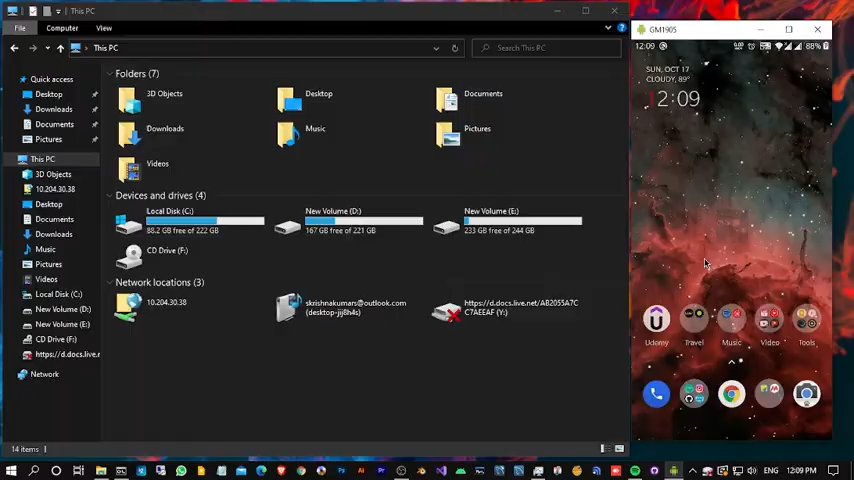 This PC
GM1905
File
Computer
View
12:09
88%
This PC
Search This PC
SUN, OCT 17
CLOUDY, 89°
12:09
Folders (7)
Quick access
Desktop
Downloads
Documents
Pictures
This PC
3D Objects
10.204.30.38
Desktop
Documents
Downloads
Music
Pictures
Videos
Local Disk (C:)
New Volume (D:)
New Volume (E:)
CD Drive (F:)
https://d.docs.live.r
Network
3D Objects
Desktop
Documents
Downloads
Music
Pictures
Videos
Devices and drives (4)
Local Disk (C:)
88.2 GB free of 222 GB
New Volume (D:)
167 GB free of 221 GB
New Volume (E:)
233 GB free of 244 GB
CD Drive (F:)
Network locations (3)
10.204.30.38
skrishnakumars@outlook.com
(desktop-jij8h4s)
https://d.docs.live.net/AB2055A7C
C7AEEAF (Y:)
Udemy
Travel
Music
Video
Tools
14 items
ENG
12:09 PM